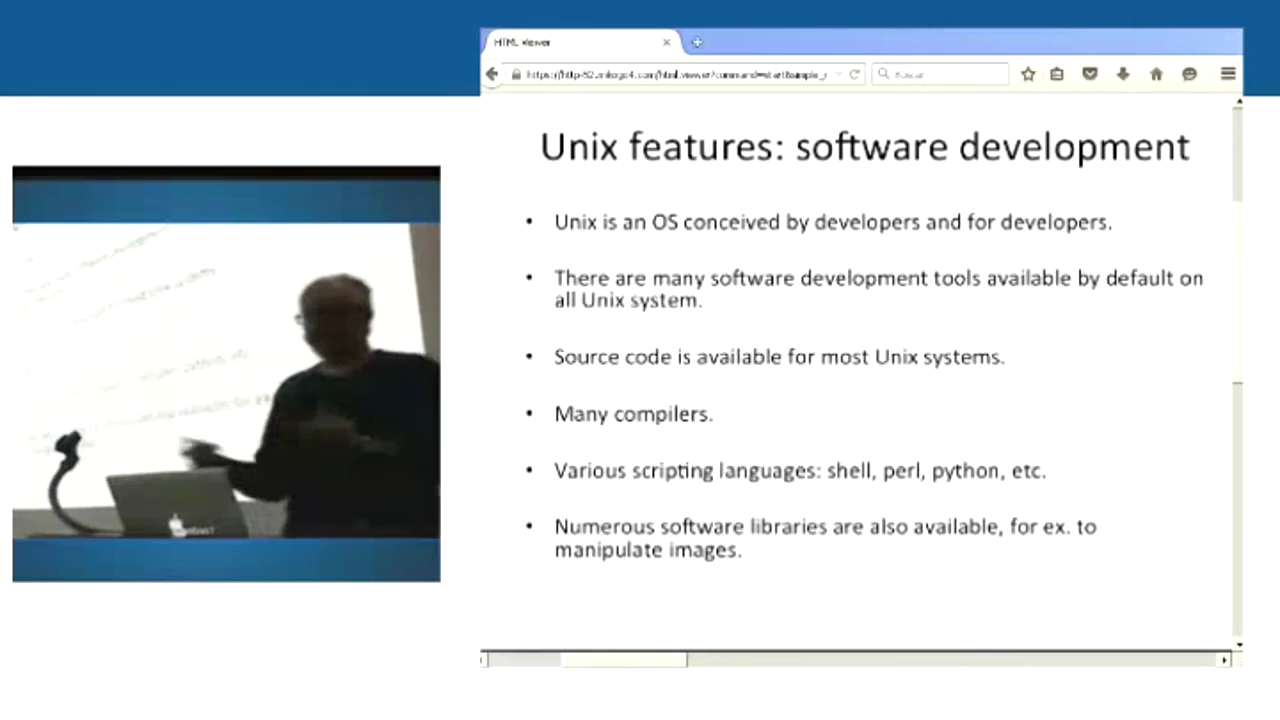 HTML viewer
Buscar
Unix features: software development
• Unix is an OS conceived by developers and for developers.
• There are many software development tools available by default on
all Unix system.
• Source code is available for most Unix systems.
• Many compilers.
• Various scripting languages: shell, perl, python, etc.
• Numerous software libraries are also available, for ex. to
manipulate images.